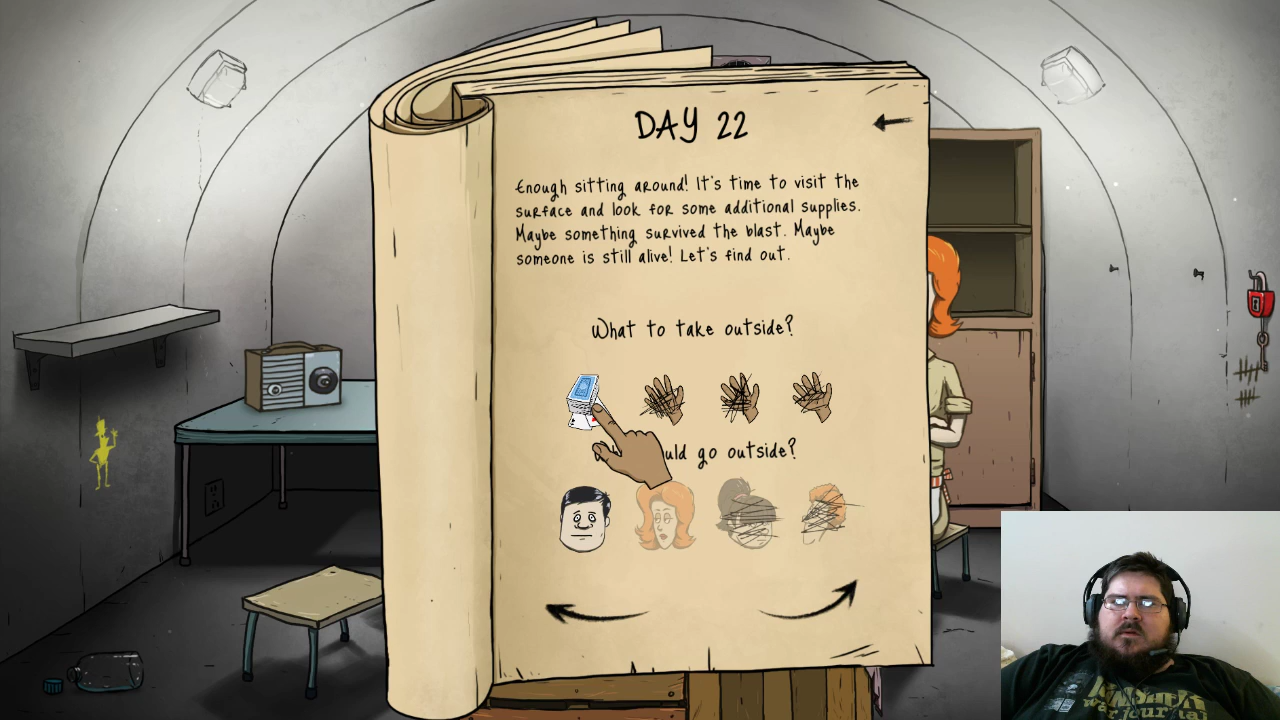 DAY 22
Enough sitting around! It's time to visit the
surface and look for some additional supplies.
Maybe something survived the blast. Maybe
someone is still alive! Let's find out.
What to take outside?
go outside?